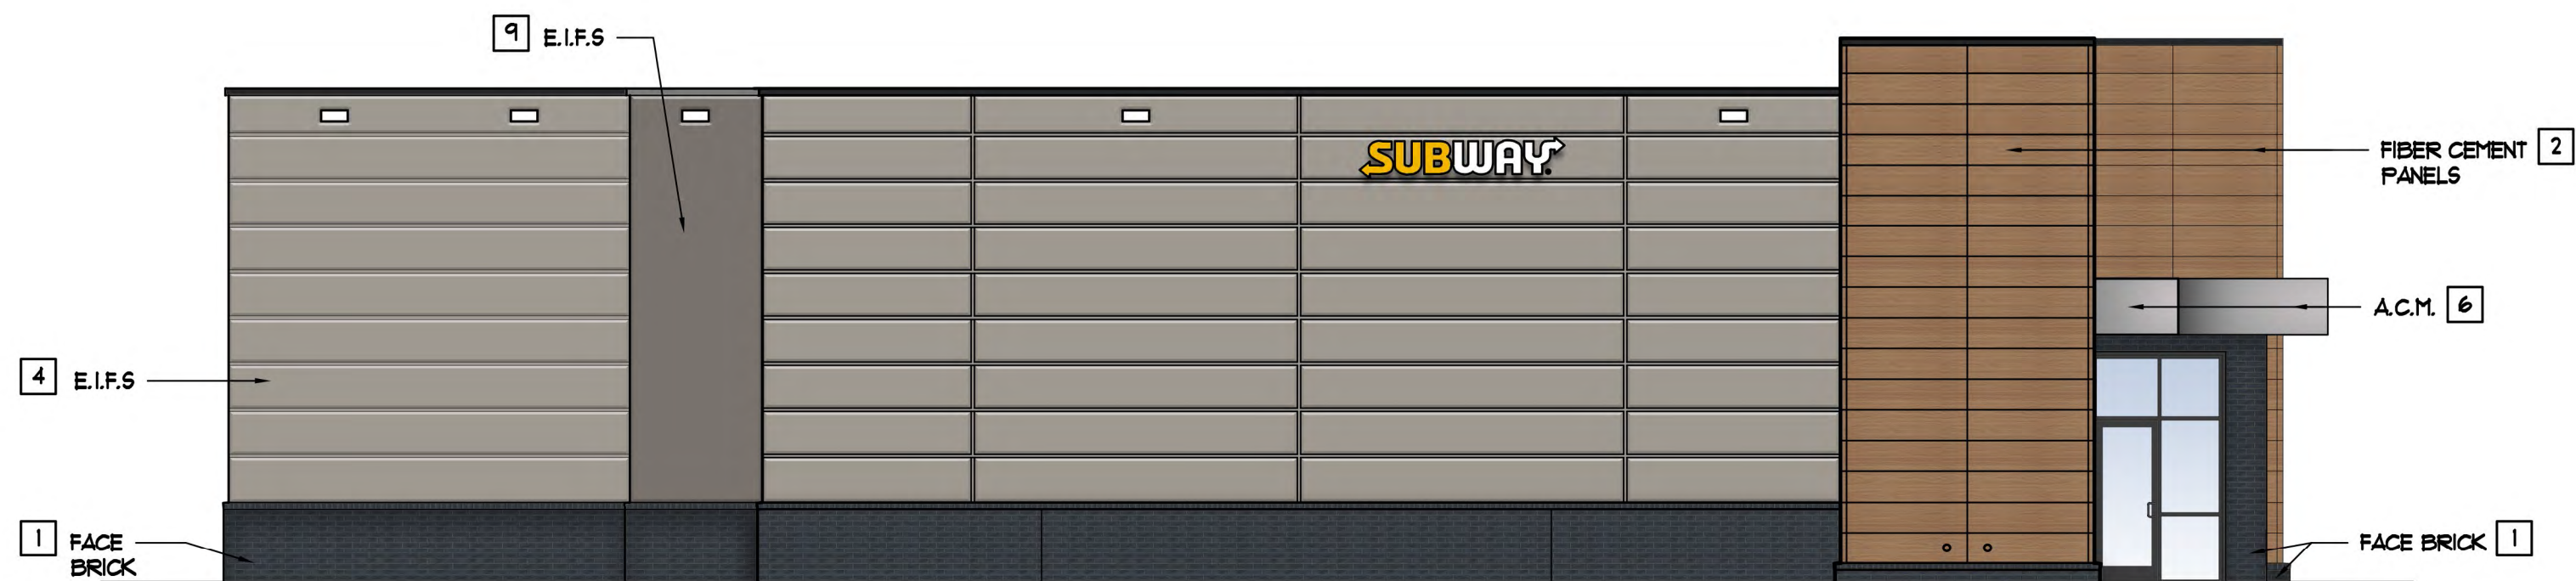 9 E.I.F.S
SUBWAY
FIBER CEMENT 2
PANELS
A.C.M. 6
4 E.I.F.S
1 FACE
BRICK
FACE BRICK 1